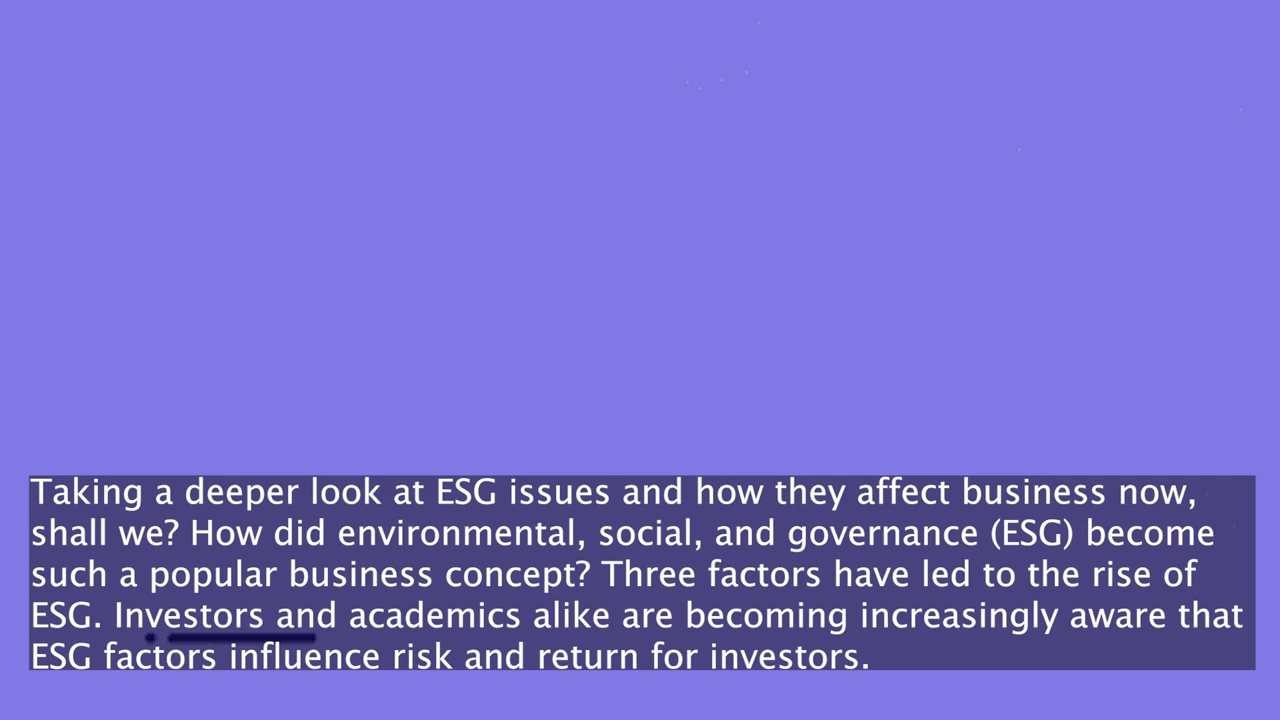 Taking a deeper look at ESG issues and how they affect business now,
shall we? How did environmental, social, and governance (ESG) become
such a popular business concept? Three factors have led to the rise of
ESG. Investors and academics alike are becoming increasingly aware that
ESG factors influence risk and return for investors.